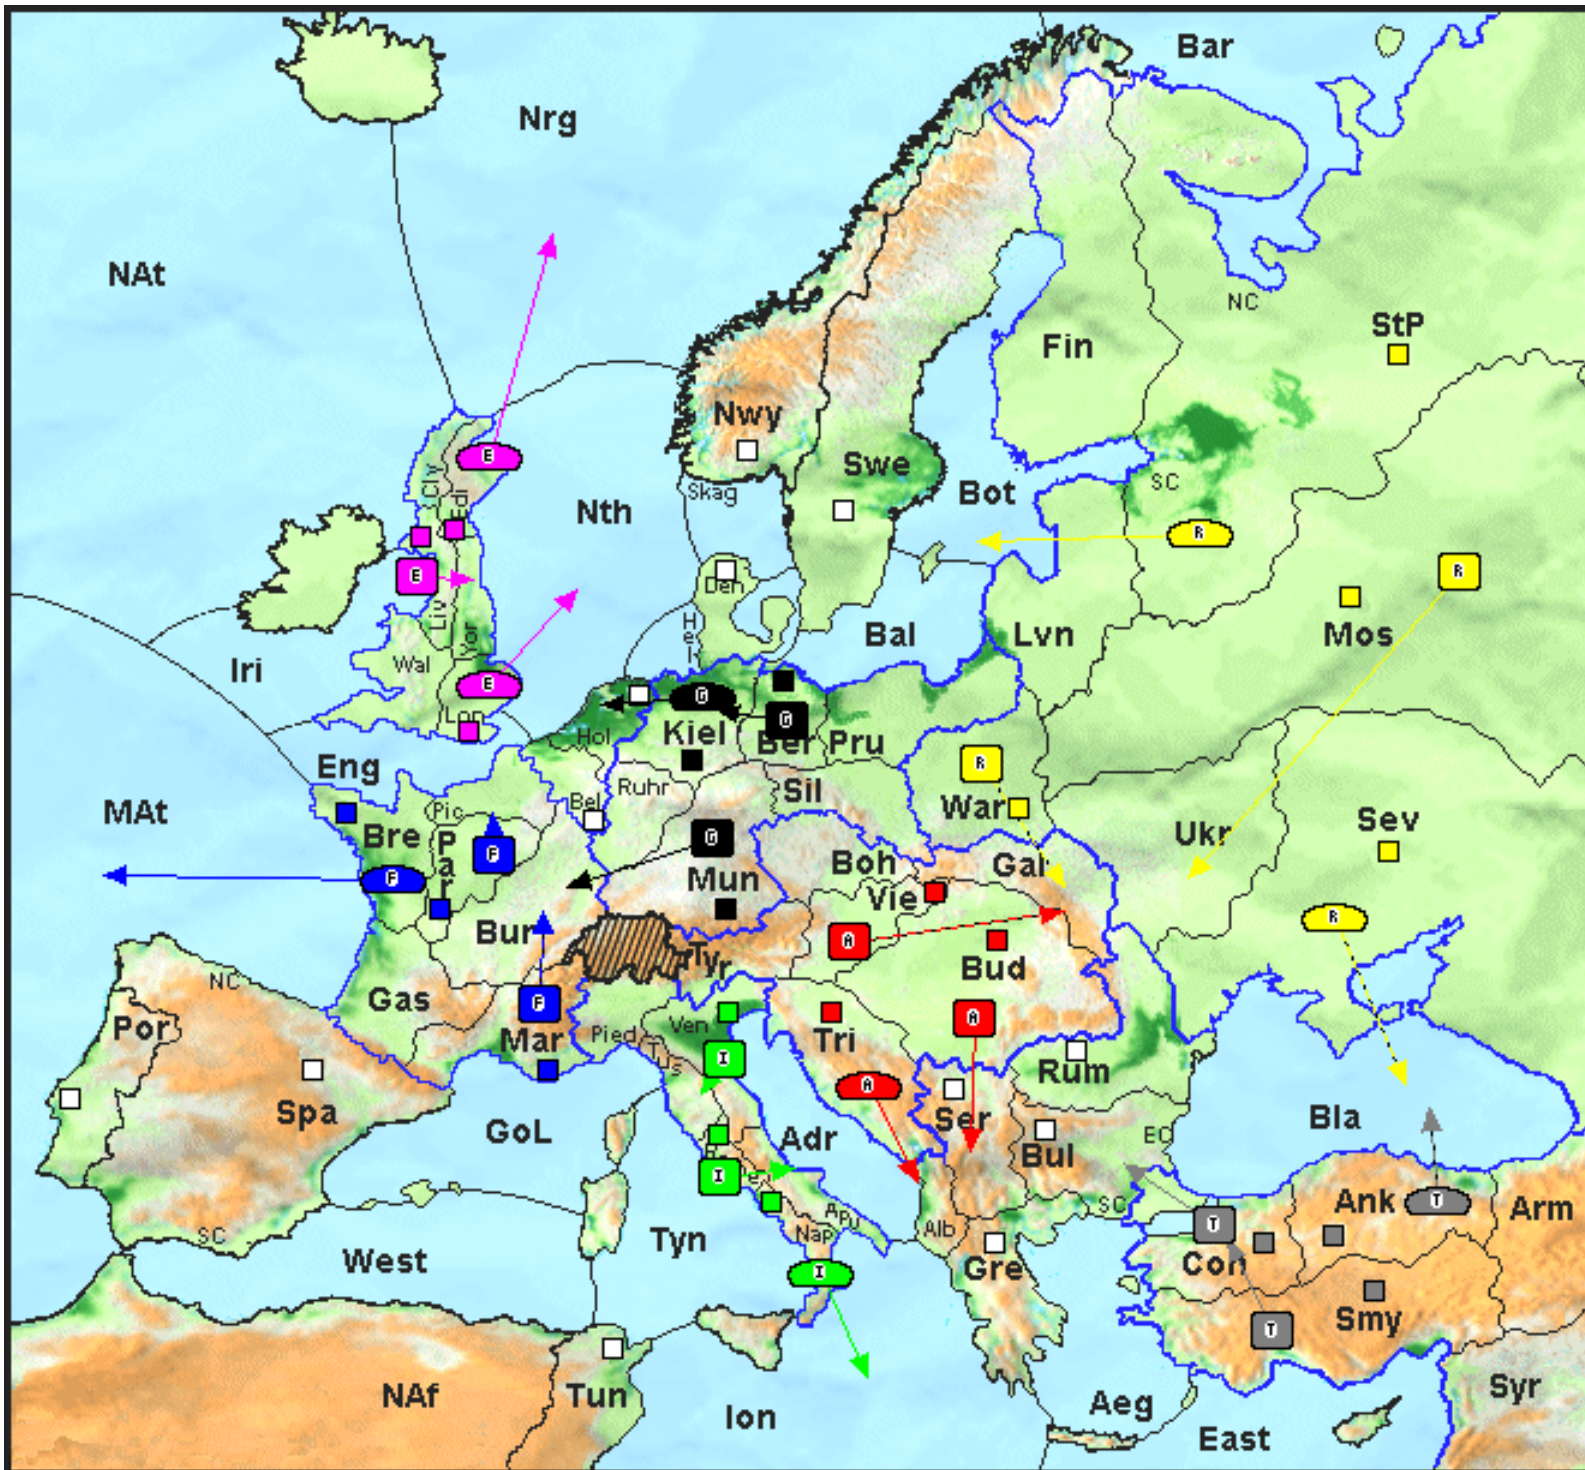 Bar
Nrg
NAt
NC
StP
Fin
Nwy
Swe
SC
Cly
Edl
Skag
Bot
Nth
E
R
Den
E
R
Hel
Liv
Yor
Mos
Lvn
Bal
Iri
Wal
E
Lon
G
G
Hol
Kiel
Ber
Pru
Eng
R
Ruhr
Sil
War
MAt
Pic
Bel
Bre
Par
F
G
Boh
Gal
Ukr
Sev
F
Mun
Vie
R
Bur
A
Tyr
Bud
NC
Gas
F
A
Por
Mar
Pied
Ven
Tri
Tus
I
Rum
Spa
A
Ser
GoL
Adr
Bul
EC
Bla
I
Ank
T
Arm
SC
SC
Tyn
Apu
Nap
Alb
T
West
I
Gre
Con
Smy
T
NAf
Tun
Ion
Aeg
Syr
East